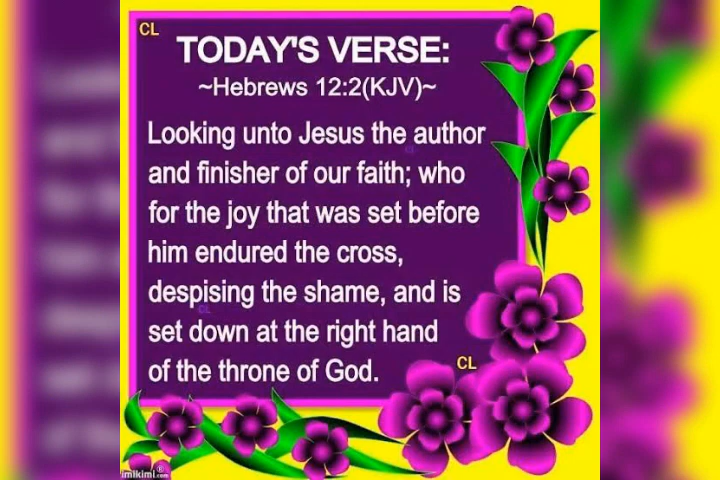 CL
TODAY'S VERSE:
~Hebrews 12:2(KJV)~
Looking unto Jesus the author
and finisher of our faith; who
for the joy that was set before
him endured the cross,
despising the shame, and is
set down at the right hand
of the throne of God.
CL
CL
CL